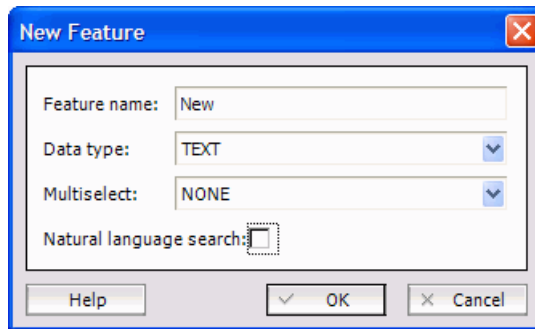 New Feature
Feature name: New
Data type: TEXT
Multiselect: NONE
Natural language search:
Help OK Cancel